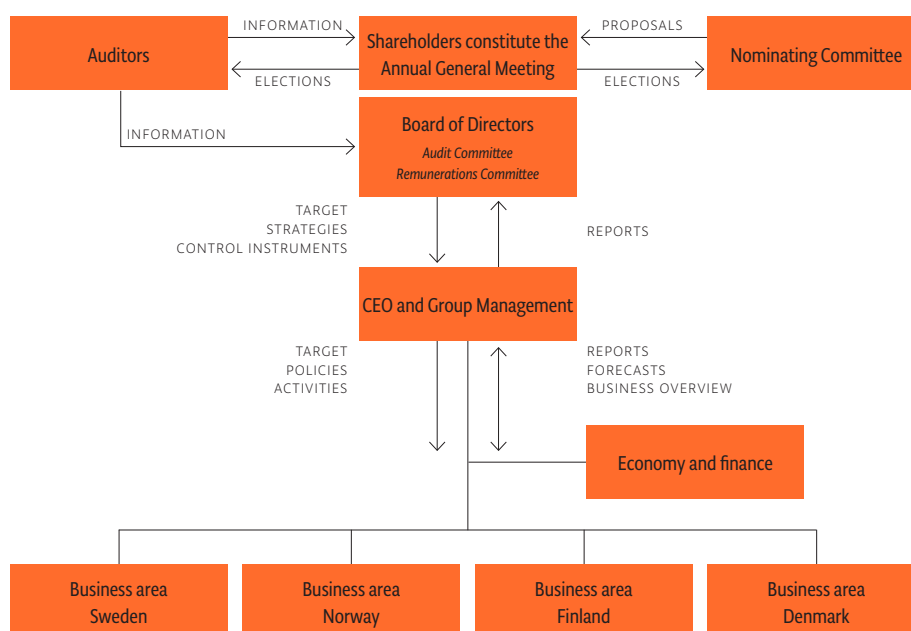 INFORMATION
PROPOSALS
Auditors
Shareholders constitute the
Annual General Meeting
Nominating Committee
ELECTIONS
ELECTIONS
INFORMATION
Board of Directors
Audit Committee
Remunerations Committee
TARGET
STRATEGIES
CONTROL INSTRUMENTS
REPORTS
CEO and Group Management
TARGET
POLICIES
ACTIVITIES
REPORTS
FORECASTS
BUSINESS OVERVIEW
Economy and finance
Business area
Sweden
Business area
Norway
Business area
Finland
Business area
Denmark